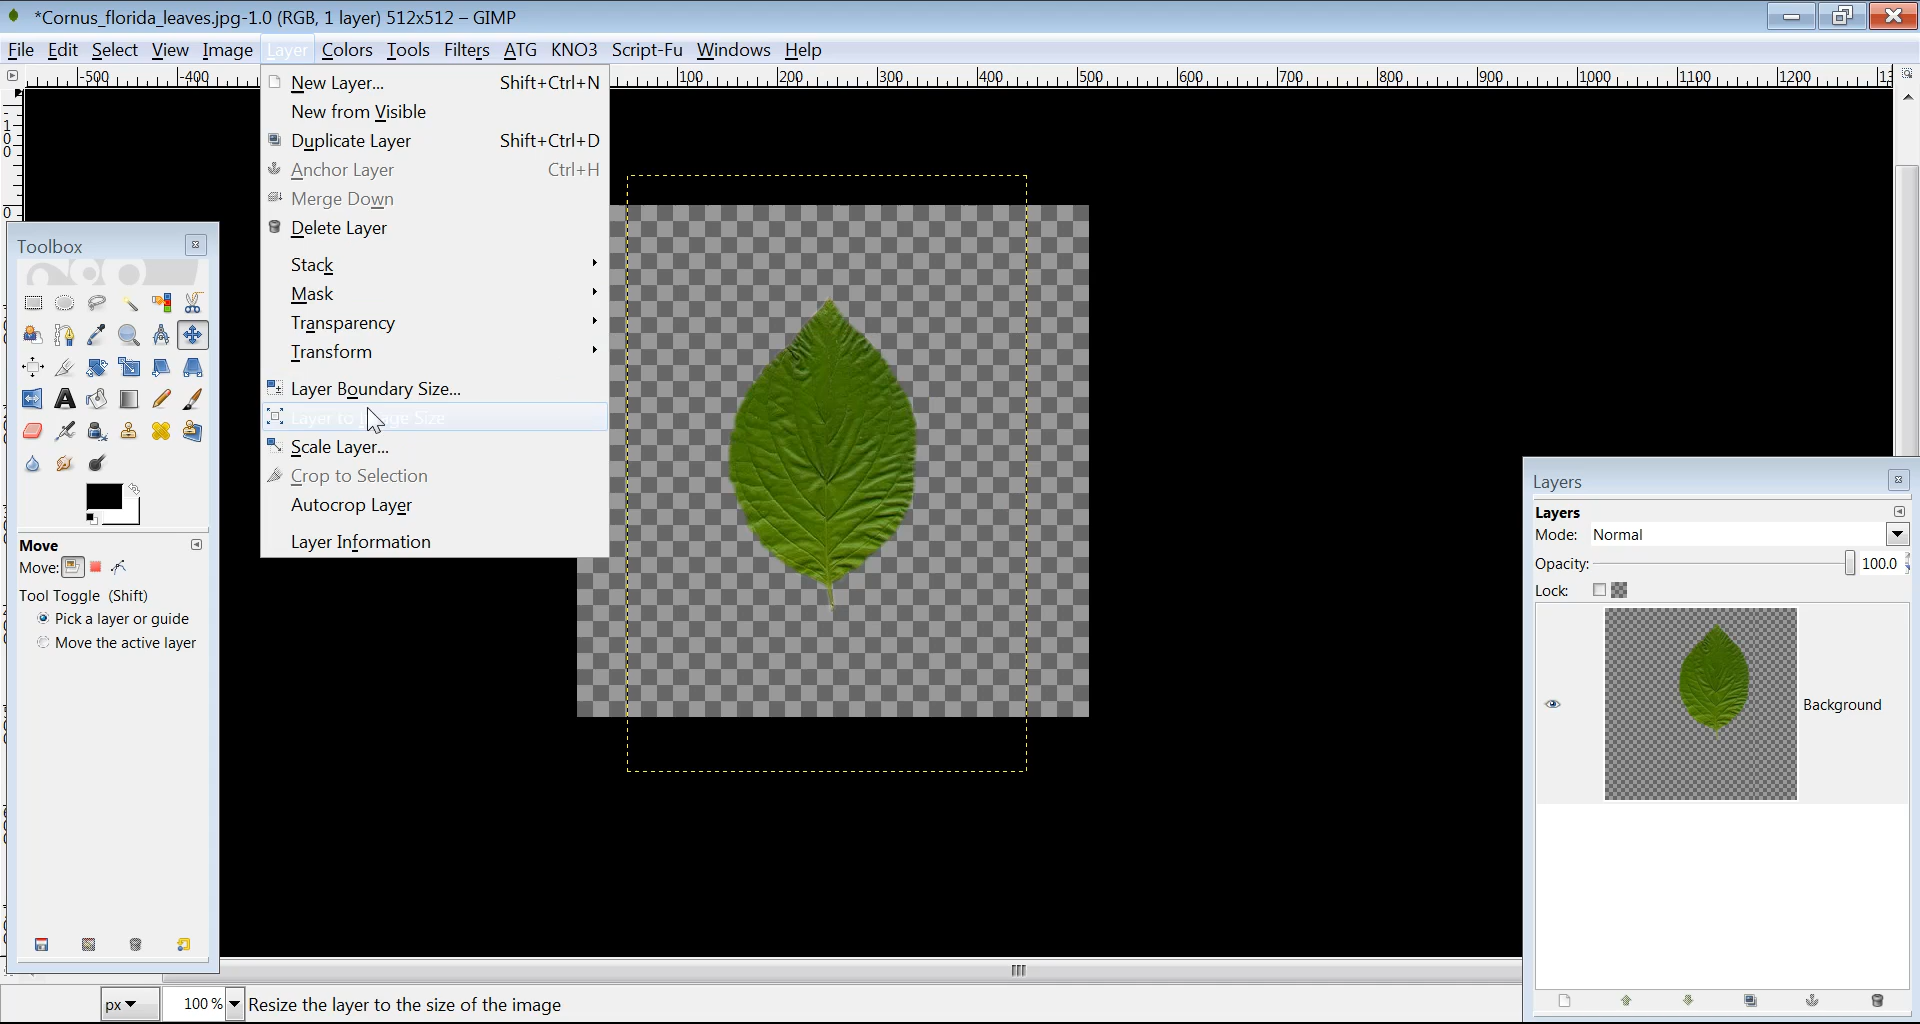 *Cornus_florida_leaves.jpg-1.0 (RGB, 1 layer) 512x512 – GIMP
File Edit Select View Image Layer Colors Tools Filters ATG KNO3 Script-Fu Windows Help
-500 -400 100 200 300 400 500 600 700 800 900 1000 1100 1200
New Layer... Shift+Ctrl+N
New from Visible
Duplicate Layer Shift+Ctrl+D
Anchor Layer Ctrl+H
Merge Down
Delete Layer
Stack
Mask
Transparency
Transform
Layer Boundary Size...
Layer to Image Size
Scale Layer...
Crop to Selection
Autocrop Layer
Layer Information
Toolbox
Move
Move:
Tool Toggle (Shift)
Pick a layer or guide
Move the active layer
Layers
Layers
Mode: Normal
Opacity: 100.0
Lock:
Background
px 100 % Resize the layer to the size of the image